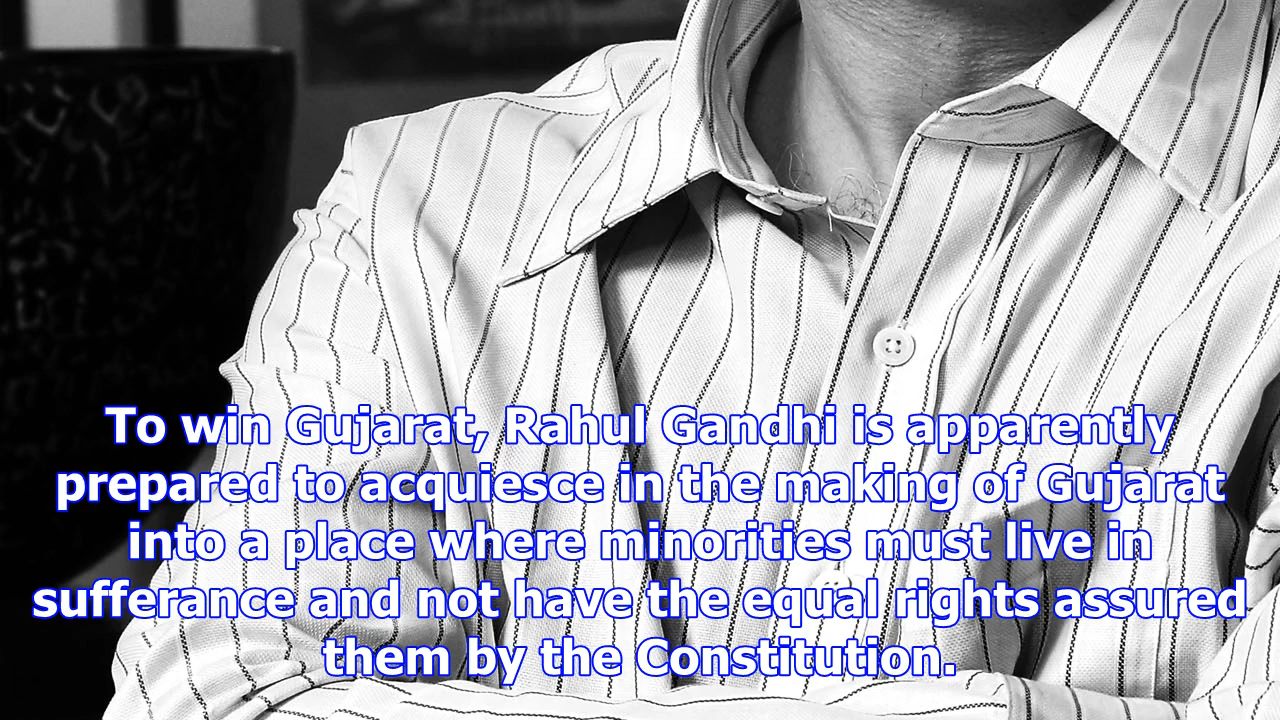 To win Gujarat, Rahul Gandhi is apparently
prepared to acquiesce in the making of Gujarat
into a place where minorities must live in
sufferance and not have the equal rights assured
them by the Constitution.